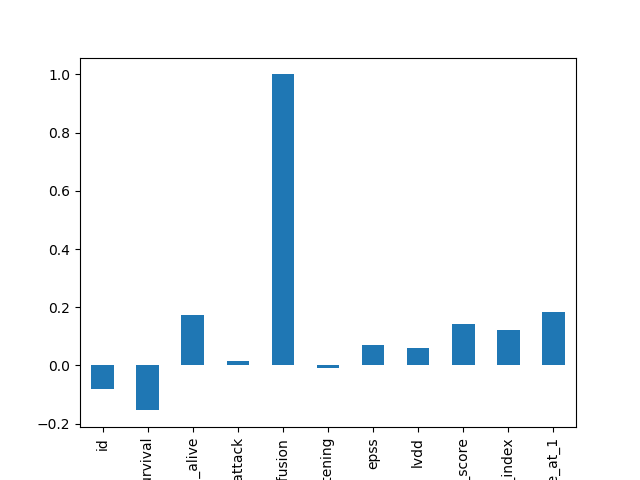 1.0
0.8
0.6
0.4
0.2
0.0
−0.2
id
urvival
_alive
attack
fusion
tening
epss
lvdd
_score
_index
e_at_1